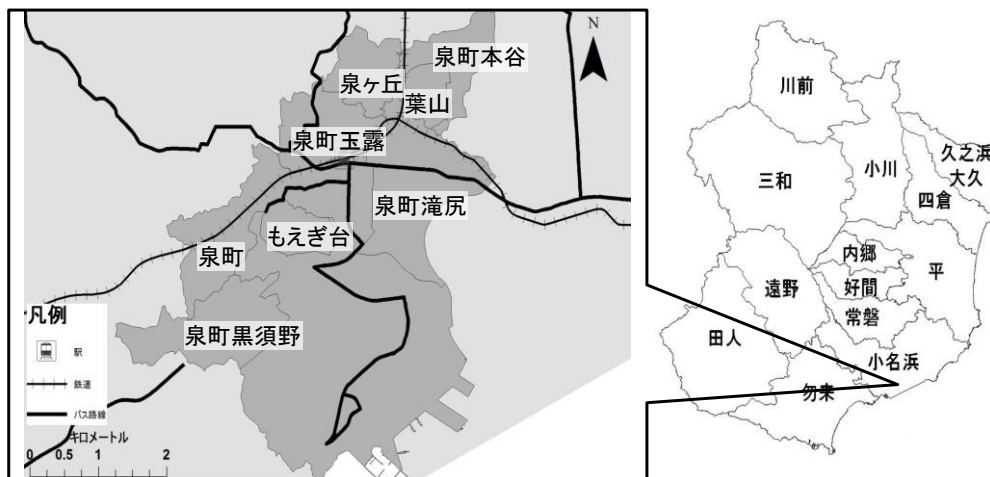 N
泉町本谷
泉ヶ丘
葉山
泉町玉露
泉町滝尻
もえぎ台
泉町
泉町黒須野
凡例
駅
鉄道
バス路線
キロメートル
0 0.5 1 2
川前
三和
小川
久之浜
大久
四倉
内郷
好間
平
遠野
常磐
田人
小名浜
勿来